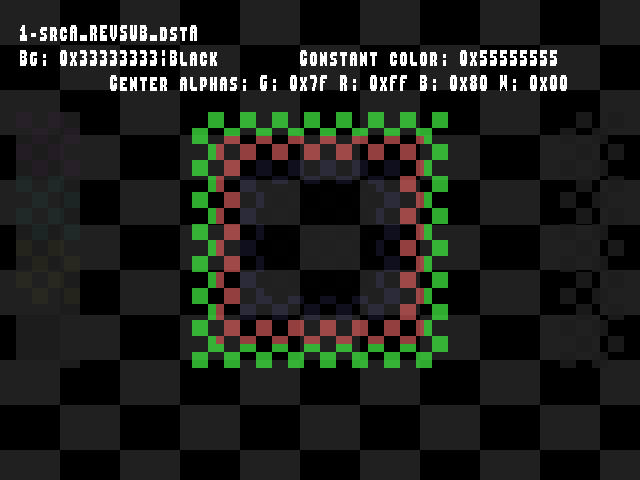 1-srcA_REVSUB_dstA
Bg: 0x33333333;Black Constant color: 0x55555555
Center alphas: G: 0x7F R: 0xFF B: 0x80 W: 0x00